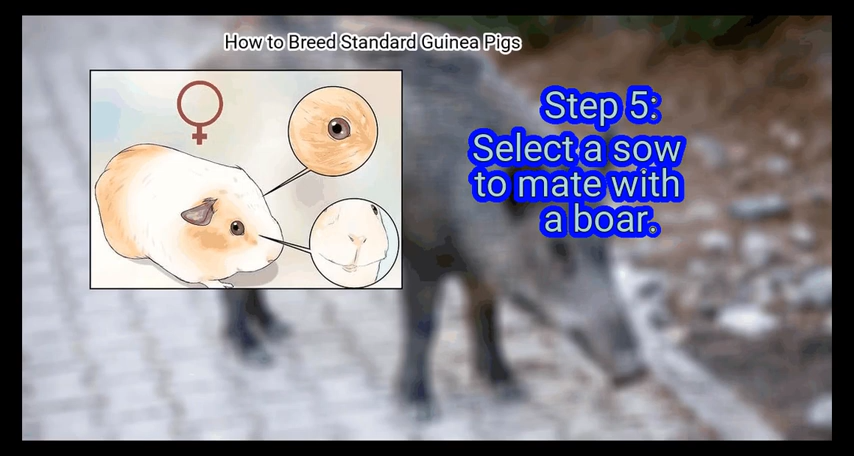 How to Breed Standard Guinea Pigs
Step 5:
Select a sow
to mate with
a boar.